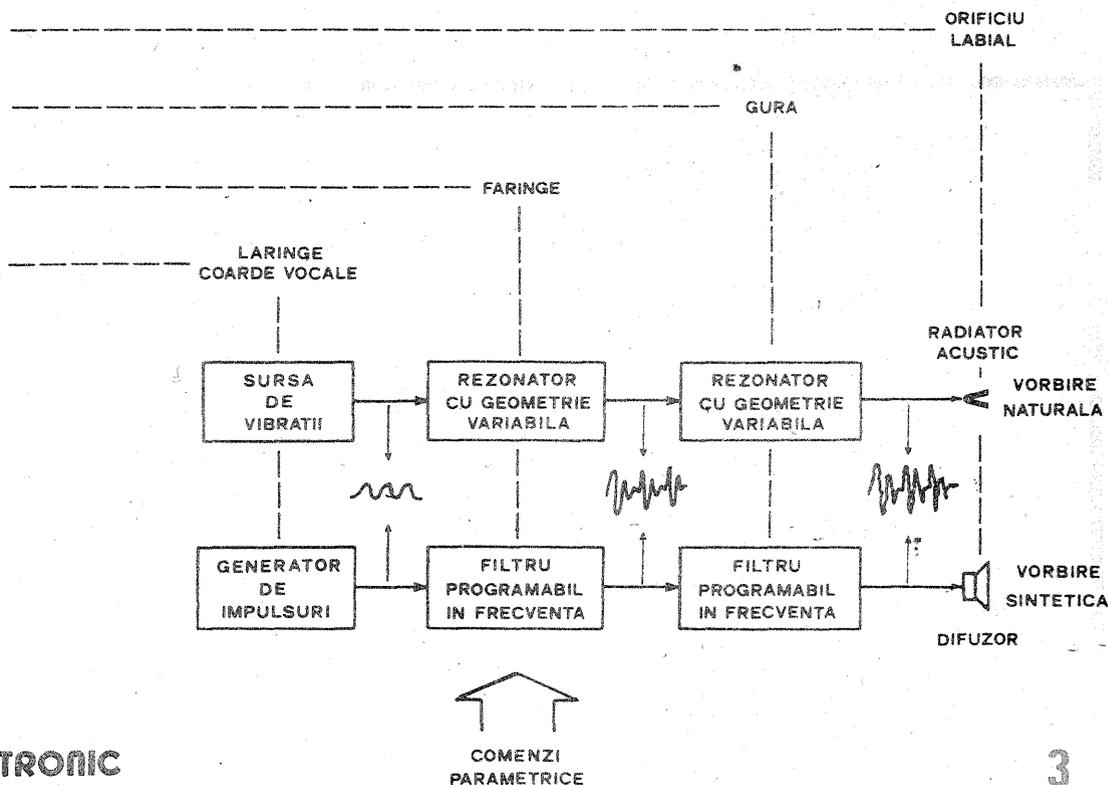 ORIFICIU
LABIAL
GURA
FARINGE
LARINGE
COARDE VOCALE
RADIATOR
ACUSTIC
SURSA
DE
VIBRATII
REZONATOR
CU GEOMETRIE
VARIABILA
REZONATOR
CU GEOMETRIE
VARIABILA
VORBIRE
NATURALA
GENERATOR
DE
IMPULSURI
FILTRU
PROGRAMABIL
IN FRECVENTA
FILTRU
PROGRAMABIL
IN FRECVENTA
VORBIRE
SINTETICA
DIFUZOR
COMENZI
PARAMETRICE
TRONIC
3